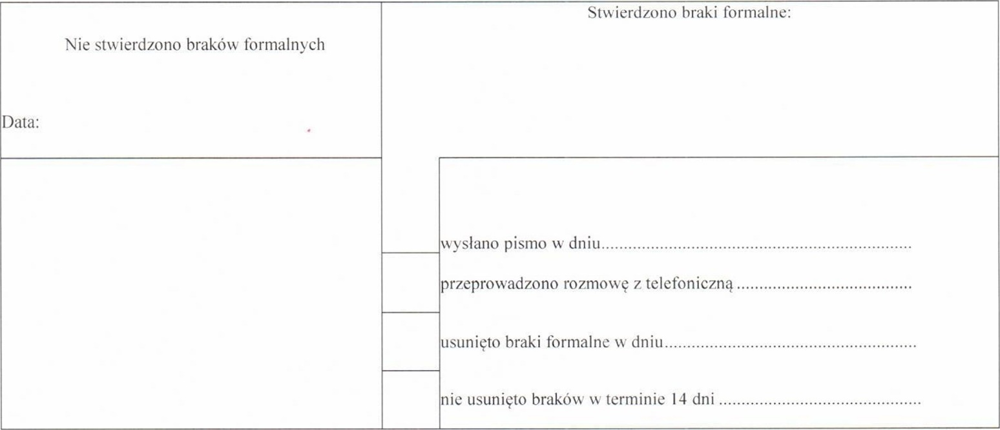 Nie stwierdzono braków formalnych
Data:
Stwierdzono braki formalne:
wysłano pismo w dniu....................................................................
przeprowadzono rozmowę z telefoniczną ......................................
usunięto braki formalne w dniu.......................................................
nie usunięto braków w terminie 14 dni ............................................